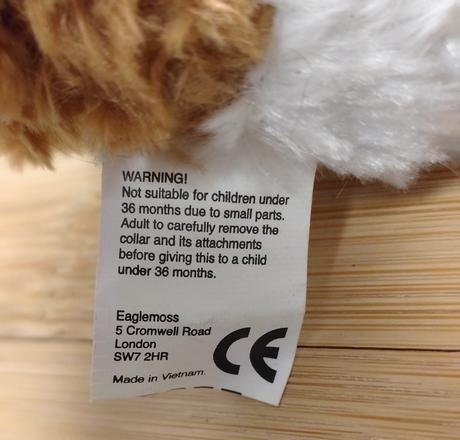 WARNING!
Not suitable for children under
36 months due to small parts.
Adult to carefully remove the
collar and its attachments
before giving this to a child
under 36 months.
Eaglemoss
5 Cromwell Road
London
SW7 2HR
CE
Made in Vietnam.